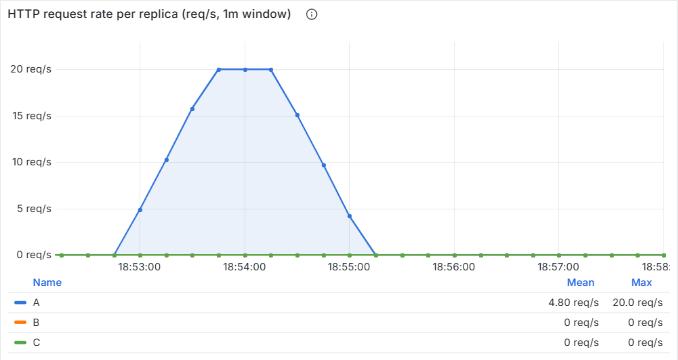 HTTP request rate per replica (req/s, 1m window)
20 req/s
15 req/s
10 req/s
5 req/s
0 req/s
18:53:00 18:54:00 18:55:00 18:56:00 18:57:00 18:58:
Name Mean Max
A 4.80 req/s 20.0 req/s
B 0 req/s 0 req/s
C 0 req/s 0 req/s